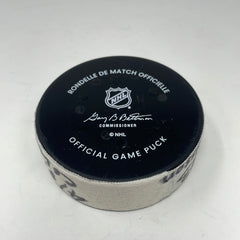 RONDELLE DE MATCH OFFICIELLE
NHL
Gary B Bettman
COMMISSIONER
© NHL
OFFICIAL GAME PUCK